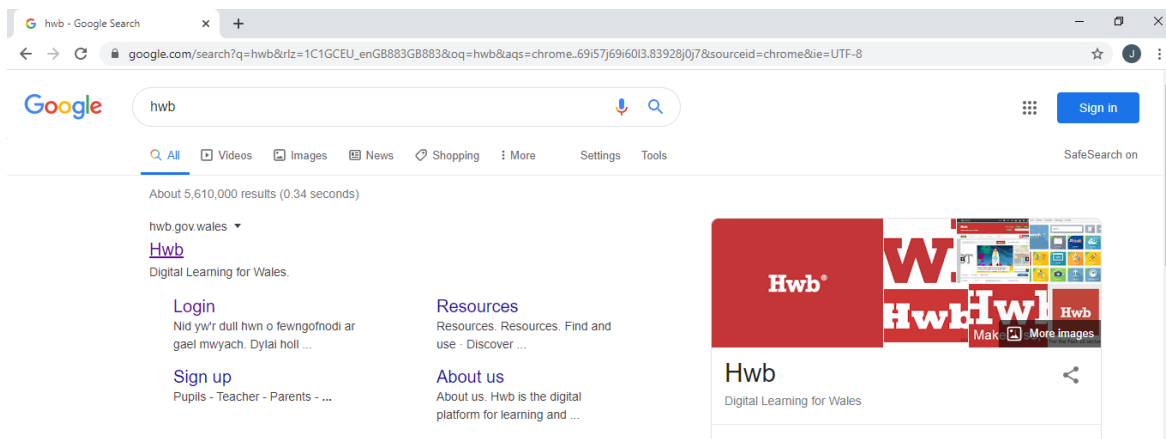 hwb - Google Search
google.com/search?q=hwb&rlz=1C1GCEU_enGB883GB883&oq=hwb&aqs=chrome..69i57j69i60l3.83928j0j7&sourceid=chrome&ie=UTF-8
J
Google
hwb
Sign in
All Videos Images News Shopping More Settings Tools
SafeSearch on
About 5,610,000 results (0.34 seconds)
hwb.gov.wales
Hwb
Digital Learning for Wales.
Login
Nid yw'r dull hwn o fewngofnodi ar
gael mwyach. Dylai holl ...
Resources
Resources. Resources. Find and
use · Discover ...
Sign up
Pupils - Teacher - Parents - ...
About us
About us. Hwb is the digital
platform for learning and ...
Hwb®
W
Hwb
Hwb
Hwb
Make
More images
Hwb
Digital Learning for Wales